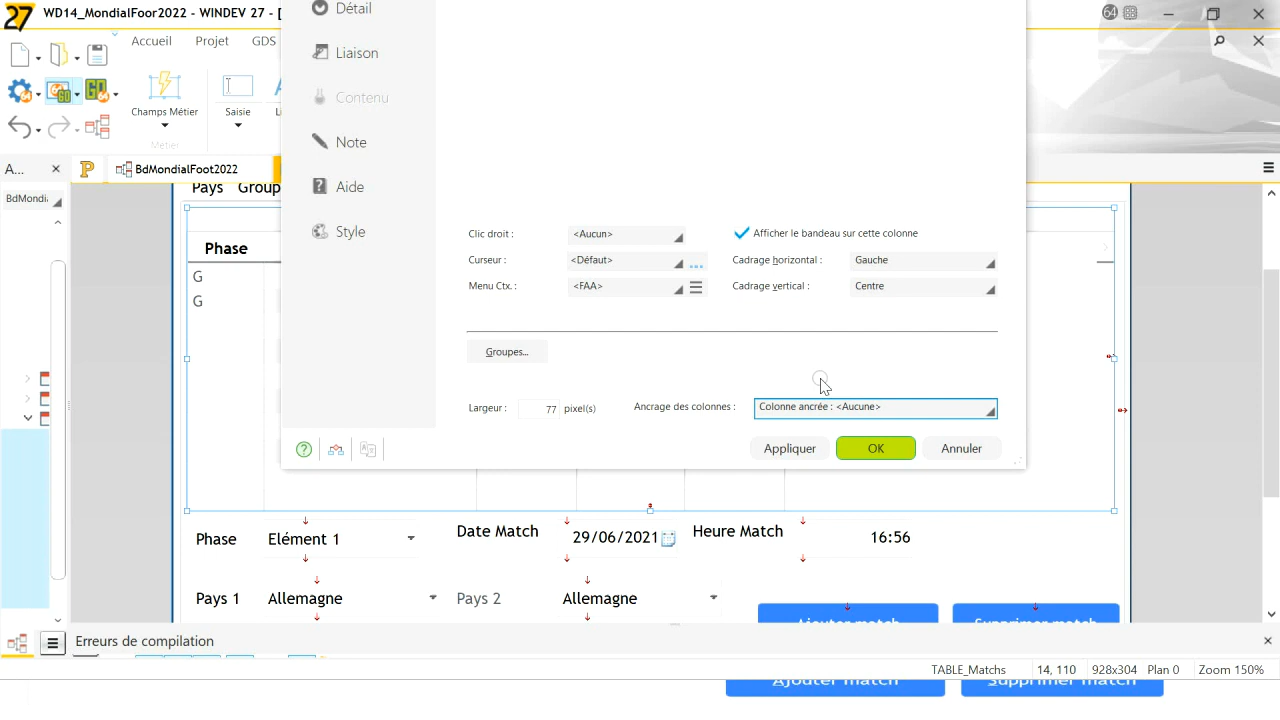 27 WD14_MondialFoor2022 - WINDEV 27 - [ 64
Accueil Projet GDS
Champs Métier Saisie
Métier
A... BdMondialFoot2022
BdMondi
Pays Group
Phase
G
G
Détail
Liaison
Contenu
Note
Aide
Style
Clic droit : <Aucun> Afficher le bandeau sur cette colonne
Curseur : <Défaut> ... Cadrage horizontal : Gauche
Menu Ctx. : <FAA> Cadrage vertical : Centre
Groupes...
Largeur : 77 pixel(s) Ancrage des colonnes : Colonne ancrée : <Aucune>
Appliquer OK Annuler
Phase Elément 1 Date Match 29/06/2021 Heure Match 16:56
Pays 1 Allemagne Pays 2 Allemagne
Ajouter match Supprimer match
Erreurs de compilation
TABLE_Matchs 14, 110 928x304 Plan 0 Zoom 150%
Ajouter match Supprimer match